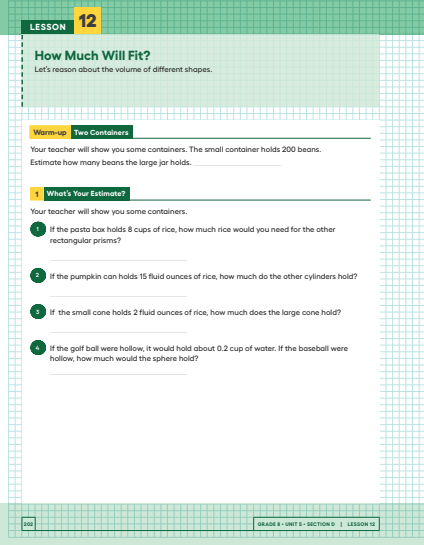 LESSON 12
How Much Will Fit?
Let's reason about the volume of different shapes.
Warm-up Two Containers
Your teacher will show you some containers. The small container holds 200 beans.
Estimate how many beans the large jar holds.
1 What's Your Estimate?
Your teacher will show you some containers.
1 If the pasta box holds 8 cups of rice, how much rice would you need for the other
rectangular prisms?
2 If the pumpkin can holds 15 fluid ounces of rice, how much do the other cylinders hold?
3 If the small cone holds 2 fluid ounces of rice, how much does the large cone hold?
4 If the golf ball were hollow, it would hold about 0.2 cup of water. If the baseball were
hollow, how much would the sphere hold?
202
GRADE 8 • UNIT 5 • SECTION D | LESSON 12